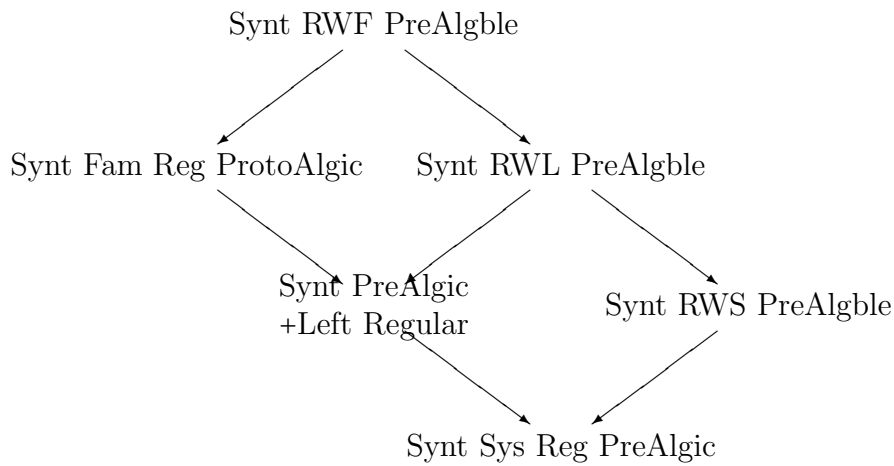 Synt RWF PreAlgble
Synt Fam Reg ProtoAlgic
Synt RWL PreAlgble
Synt PreAlgic
+Left Regular
Synt RWS PreAlgble
Synt Sys Reg PreAlgic